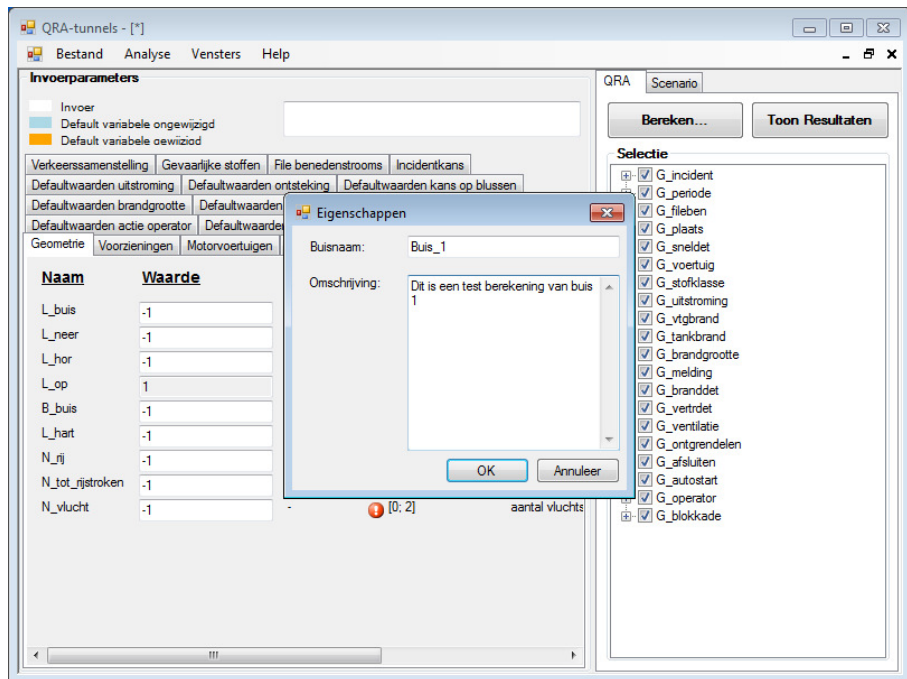 QRA-tunnels - [*]
Bestand Analyse Vensters Help
Invoerparameters
Invoer
Default variabele ongewijzigd
Default variabele gewijzigd
Verkeerssamenstelling Gevaarlijke stoffen File benedenstrooms Incidentkans
Defaultwaarden uitstroming Defaultwaarden ontsteking Defaultwaarden kans op blussen
Defaultwaarden brandgrootte Defaultwaarden
Defaultwaarden actie operator Defaultwaarde
Geometrie Voorzieningen Motorvoertuigen
Naam Waarde
L_buis -1
L_neer -1
L_hor -1
L_op 1
B_buis -1
L_hart -1
N_rij -1
N_tot_rijstroken -1
N_vlucht -1 - [0; 2] aantal vluchts
Eigenschappen
Buisnaam: Buis_1
Omschrijving: Dit is een test berekening van buis
1
OK Annuleer
QRA Scenario
Bereken... Toon Resultaten
Selectie
G_incident
G_periode
G_fileben
G_plaats
G_sneldet
G_voertuig
G_stofklasse
G_uitstroming
G_vtgbrand
G_tankbrand
G_brandgrootte
G_melding
G_branddet
G_vertrdet
G_ventilatie
G_ontgrendelen
G_afsluiten
G_autostart
G_operator
G_blokkade